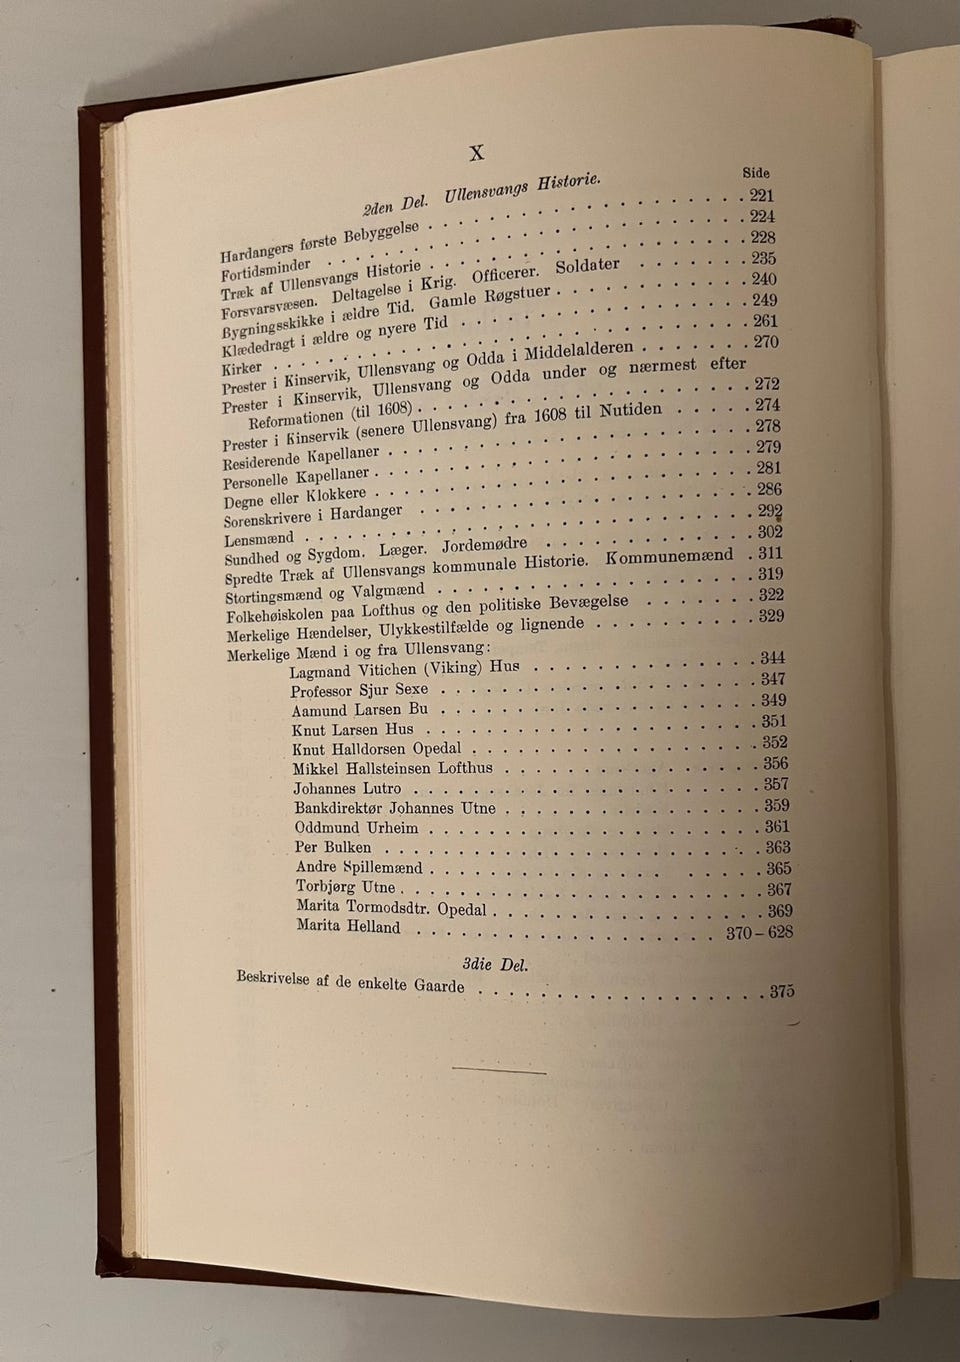 X
2den Del. Ullensvangs Historie.
Side
Hardangers første Bebyggelse . . . . . . . . . . . . . . . . . . 221
Fortidsminder . . . . . . . . . . . . . . . . . . 224
Træk af Ullensvangs Historie . . . . . . . . . . . . . . . . . . 228
Forsvarsvæsen. Deltagelse i Krig. Officerer. Soldater . . . . . . . 235
Bygningsskikke i ældre Tid. Gamle Røgstuer . . . . . . . . . . . 240
Klædedragt i ældre og nyere Tid . . . . . . . . . . . . . . . . 249
Kirker . . . . . . . . . . . . . . . . . . 261
Prester i Kinservik, Ullensvang og Odda i Middelalderen . . . . . . . 270
Prester i Kinservik, Ullensvang og Odda under og nærmest efter
Reformationen (til 1608) . . . . . . . . . . . . . . . . . . 272
Prester i Kinservik (senere Ullensvang) fra 1608 til Nutiden . . . . . 274
Residerende Kapellaner . . . . . . . . . . . . . . . . . . 278
Personelle Kapellaner . . . . . . . . . . . . . . . . . . 279
Degne eller Klokkere . . . . . . . . . . . . . . . . . . 281
Sorenskrivere i Hardanger . . . . . . . . . . . . . . . . . . 286
Lensmænd . . . . . . . . . . . . . . . . . . 292
Sundhed og Sygdom. Læger. Jordemødre . . . . . . . . . . . . 302
Spredte Træk af Ullensvangs kommunale Historie. Kommunemænd . 311
Stortingsmænd og Valgmænd . . . . . . . . . . . . . . . . . . 319
Folkehøiskolen paa Lofthus og den politiske Bevægelse . . . . . . . 322
Merkelige Hændelser, Ulykkestilfælde og lignende . . . . . . . . . . 329
Merkelige Mænd i og fra Ullensvang:
Lagmand Vitichen (Viking) Hus . . . . . . . . . . . . . . 344
Professor Sjur Sexe . . . . . . . . . . . . . . . . . . 347
Aamund Larsen Bu . . . . . . . . . . . . . . . . . . 349
Knut Larsen Hus . . . . . . . . . . . . . . . . . . 351
Knut Halldorsen Opedal . . . . . . . . . . . . . . . . . . 352
Mikkel Hallsteinsen Lofthus . . . . . . . . . . . . . . . . 356
Johannes Lutro . . . . . . . . . . . . . . . . . . 357
Bankdirektør Johannes Utne . . . . . . . . . . . . . . . . 359
Oddmund Urheim . . . . . . . . . . . . . . . . . . 361
Per Bulken . . . . . . . . . . . . . . . . . . 363
Andre Spillemænd . . . . . . . . . . . . . . . . . . 365
Torbjørg Utne . . . . . . . . . . . . . . . . . . 367
Marita Tormodsdtr. Opedal . . . . . . . . . . . . . . . . . 369
Marita Helland . . . . . . . . . . . . . . . . . . 370–628
3die Del.
Beskrivelse af de enkelte Gaarde . . . . . . . . . . . . . . . . . . 375